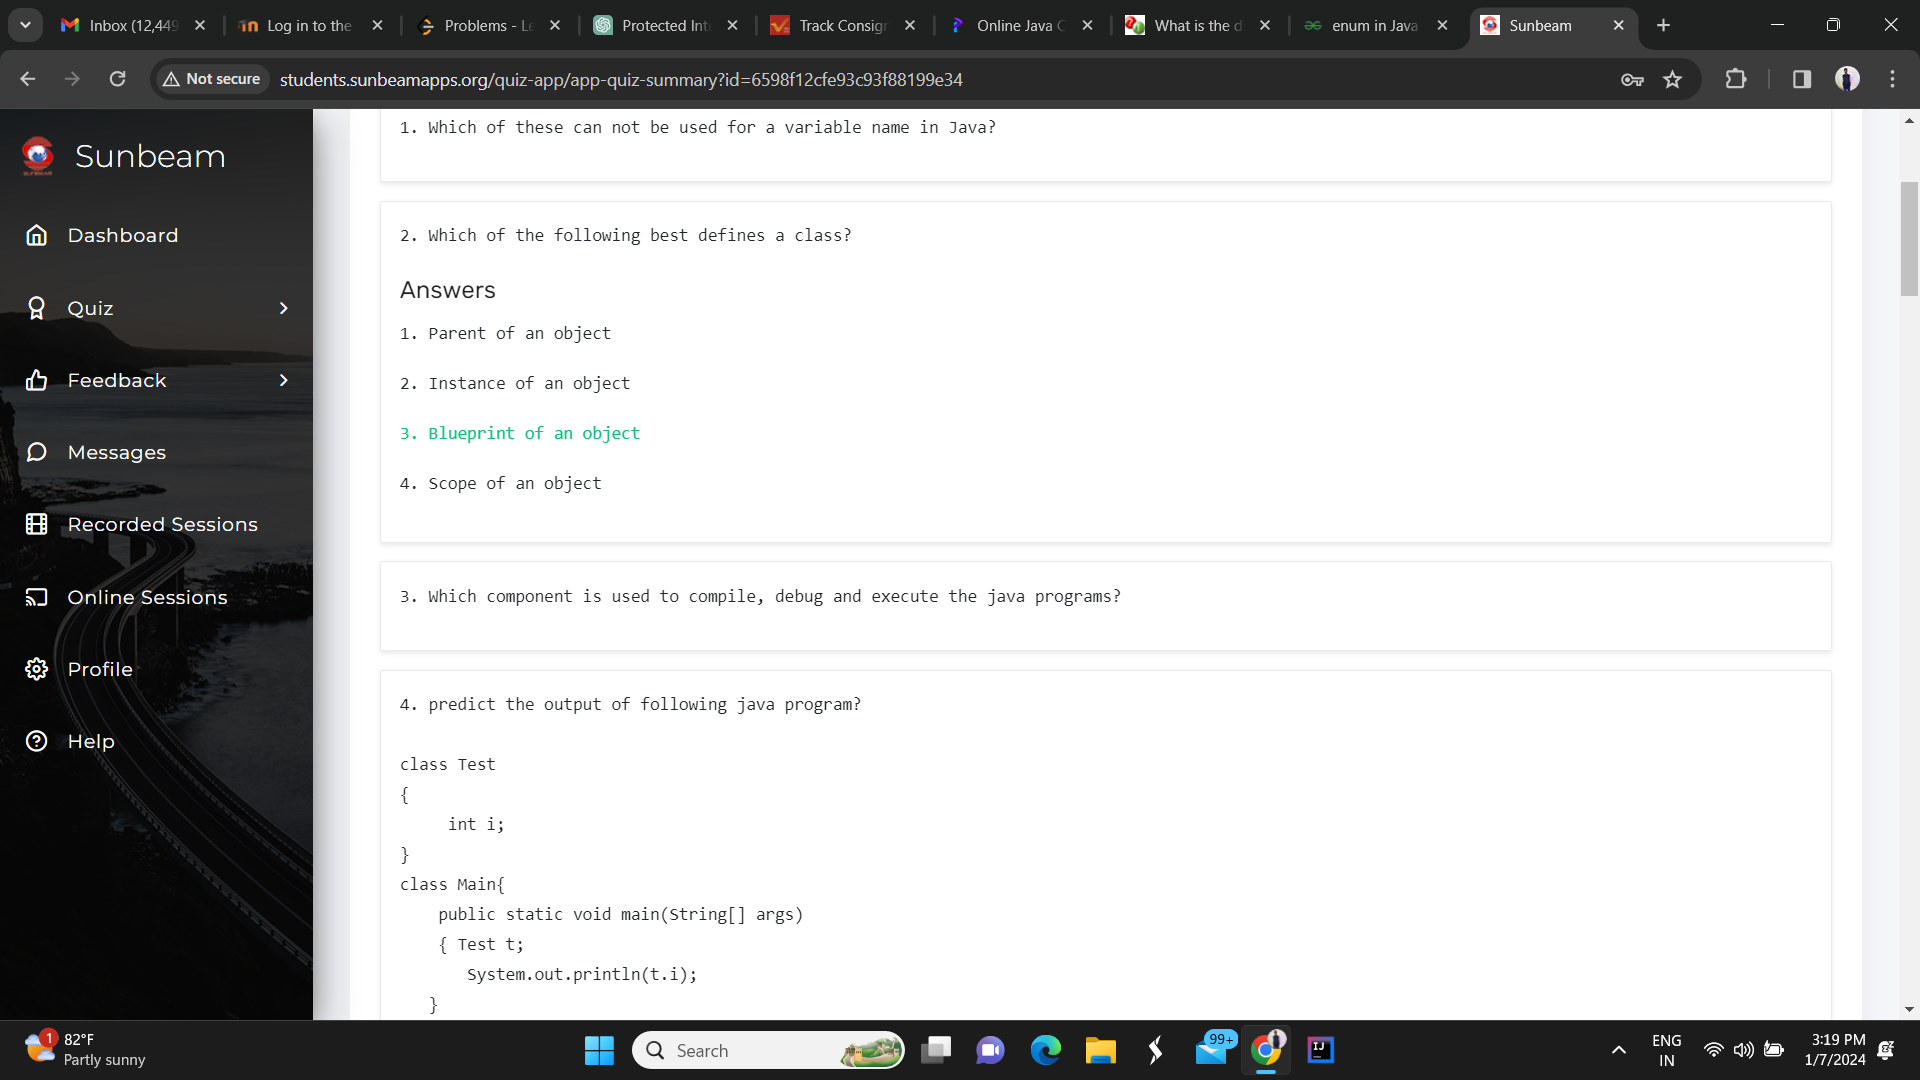 Inbox (12,449
Log in to the
Problems - Le
Protected Int
Track Consign
Online Java C
What is the d
enum in Java
Sunbeam
Not secure
students.sunbeamapps.org/quiz-app/app-quiz-summary?id=6598f12cfe93c93f88199e34
Sunbeam
Dashboard
Quiz
Feedback
Messages
Recorded Sessions
Online Sessions
Profile
Help
1. Which of these can not be used for a variable name in Java?
2. Which of the following best defines a class?
Answers
1. Parent of an object
2. Instance of an object
3. Blueprint of an object
4. Scope of an object
3. Which component is used to compile, debug and execute the java programs?
4. predict the output of following java program?
class Test
{
int i;
}
class Main{
public static void main(String[] args)
{ Test t;
System.out.println(t.i);
}
1
82°F
Partly sunny
Search
99+
IJ
ENG
IN
3:19 PM
1/7/2024